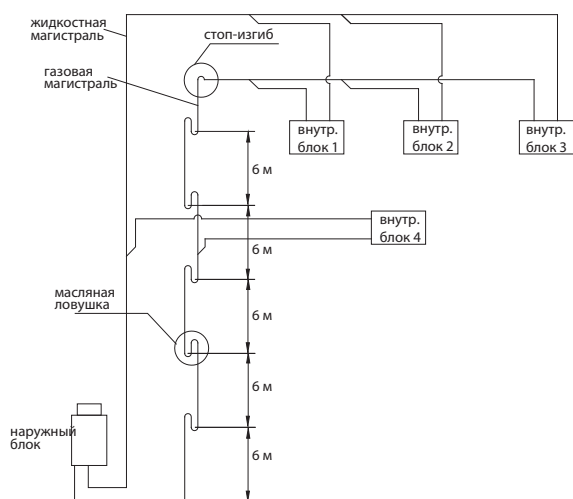 жидкостная
магистраль
стоп-изгиб
газовая
магистраль
внутр.
блок 1
внутр.
блок 2
внутр.
блок 3
6 м
внутр.
блок 4
6 м
масляная
ловушка
6 м
6 м
наружный
блок
6 м